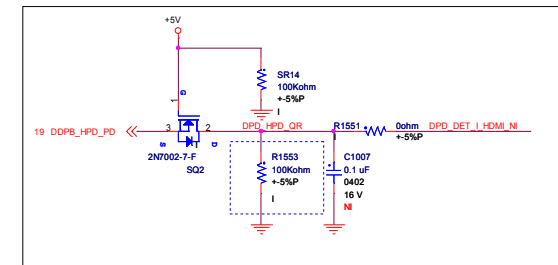 +5V
SR14
100Kohm
+-5%P
I
G
1
19 DDPB_HPD_PD
3
2
DPD_HPD_QR
R1551
0ohm
DPD_DET_I_HDMI_NI
+-5%P
S
D
2N7002-7-F
SQ2
R1553
100Kohm
+-5%P
I
C1007
0.1 uF
0402
16 V
NI